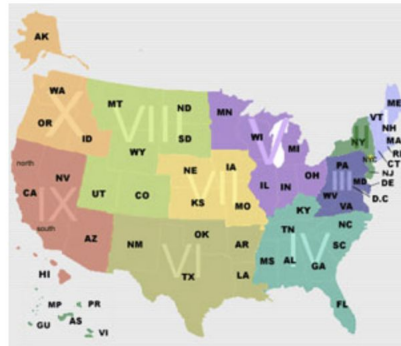 AK
WA
OR
ID
X
MT
ND
SD
WY
UT
CO
VIII
MN
WI
MI
IL
IN
OH
V
NE
IA
KS
MO
VII
north
CA
NV
IX
south
AZ
HI
NM
OK
TX
AR
LA
VI
KY
TN
NC
SC
MS
AL
GA
FL
IV
PA
WV
VA
MD
DE
D.C
III
NY
NYC
NJ
ME
VT
NH
MA
RI
CT
MP
PR
GU
AS
VI